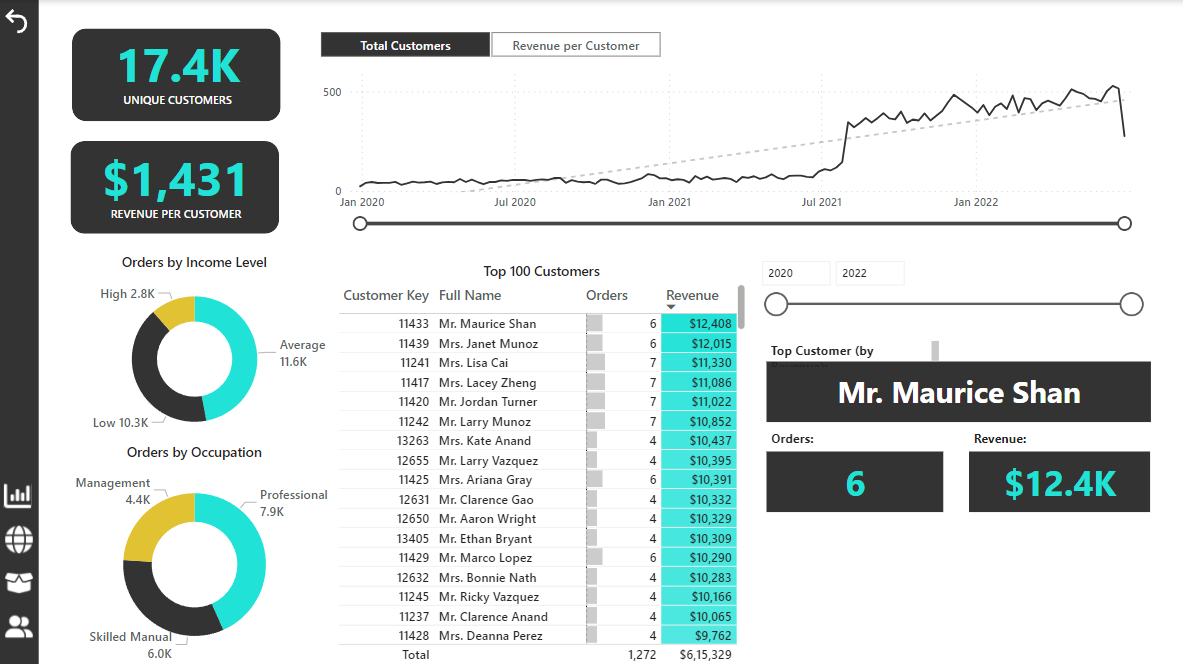 17.4K
UNIQUE CUSTOMERS
$1,431
REVENUE PER CUSTOMER
Total Customers
Revenue per Customer
500
0
Jan 2020
Jul 2020
Jan 2021
Jul 2021
Jan 2022
Orders by Income Level
High 2.8K
Average
11.6K
Low 10.3K
Orders by Occupation
Management
4.4K
Professional
7.9K
Skilled Manual
6.0K
Top 100 Customers
Customer Key Full Name Orders Revenue
11433 Mr. Maurice Shan 6 $12,408
11439 Mrs. Janet Munoz 6 $12,015
11241 Mrs. Lisa Cai 7 $11,330
11417 Mrs. Lacey Zheng 7 $11,086
11420 Mr. Jordan Turner 7 $11,022
11242 Mr. Larry Munoz 7 $10,852
13263 Mrs. Kate Anand 4 $10,437
12655 Mr. Larry Vazquez 4 $10,395
11425 Mrs. Ariana Gray 6 $10,391
12631 Mr. Clarence Gao 4 $10,332
12650 Mr. Aaron Wright 4 $10,329
13405 Mr. Ethan Bryant 4 $10,309
11429 Mr. Marco Lopez 6 $10,290
12632 Mrs. Bonnie Nath 4 $10,283
11245 Mr. Ricky Vazquez 4 $10,166
11237 Mr. Clarence Anand 4 $10,065
11428 Mrs. Deanna Perez 4 $9,762
Total 1,272 $6,15,329
2020
2022
Top Customer (by
Mr. Maurice Shan
Orders:
6
Revenue:
$12.4K